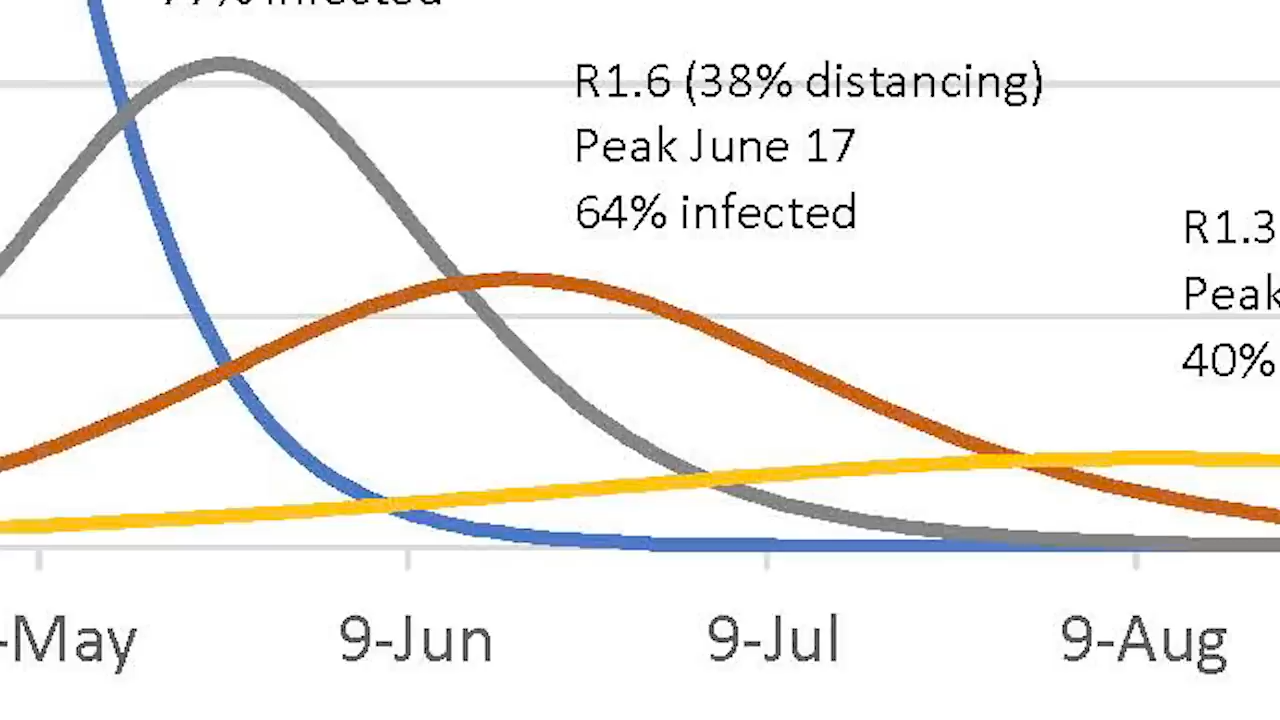 infected
R1.6 (38% distancing)
Peak June 17
64% infected
R1.3
Peak
40%
-May
9-Jun
9-Jul
9-Aug